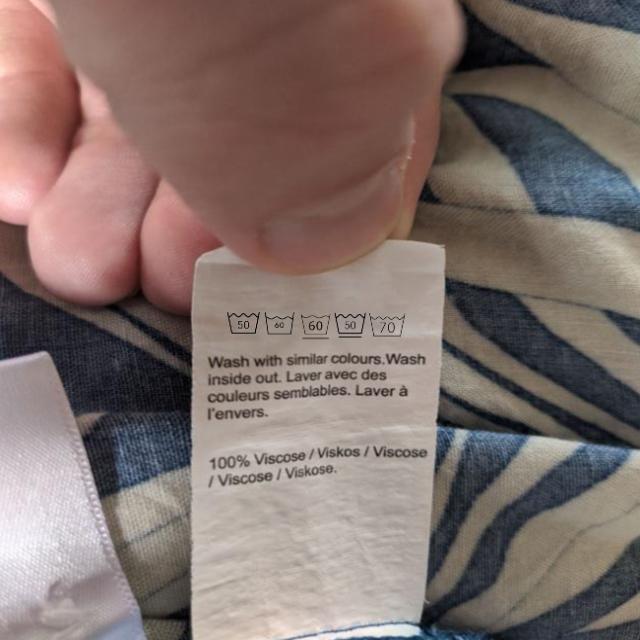 50 60 60 50 70
Wash with similar colours.Wash
inside out. Laver avec des
couleurs semblables. Laver à
l'envers.
100% Viscose / Viskos / Viscose
/ Viscose / Viskose.